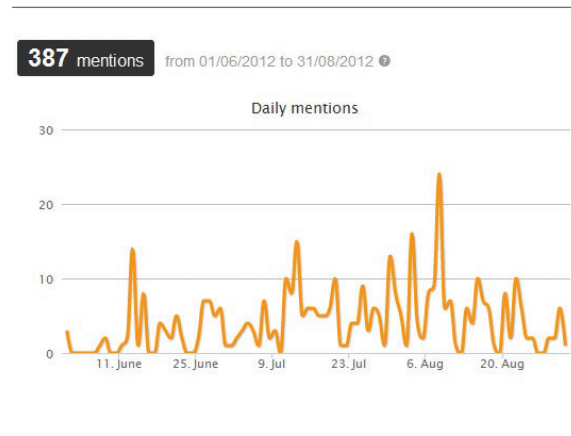 387 mentions from 01/06/2012 to 31/08/2012 ?
Daily mentions
30
20
10
0
11. June 25. June 9. Jul 23. Jul 6. Aug 20. Aug